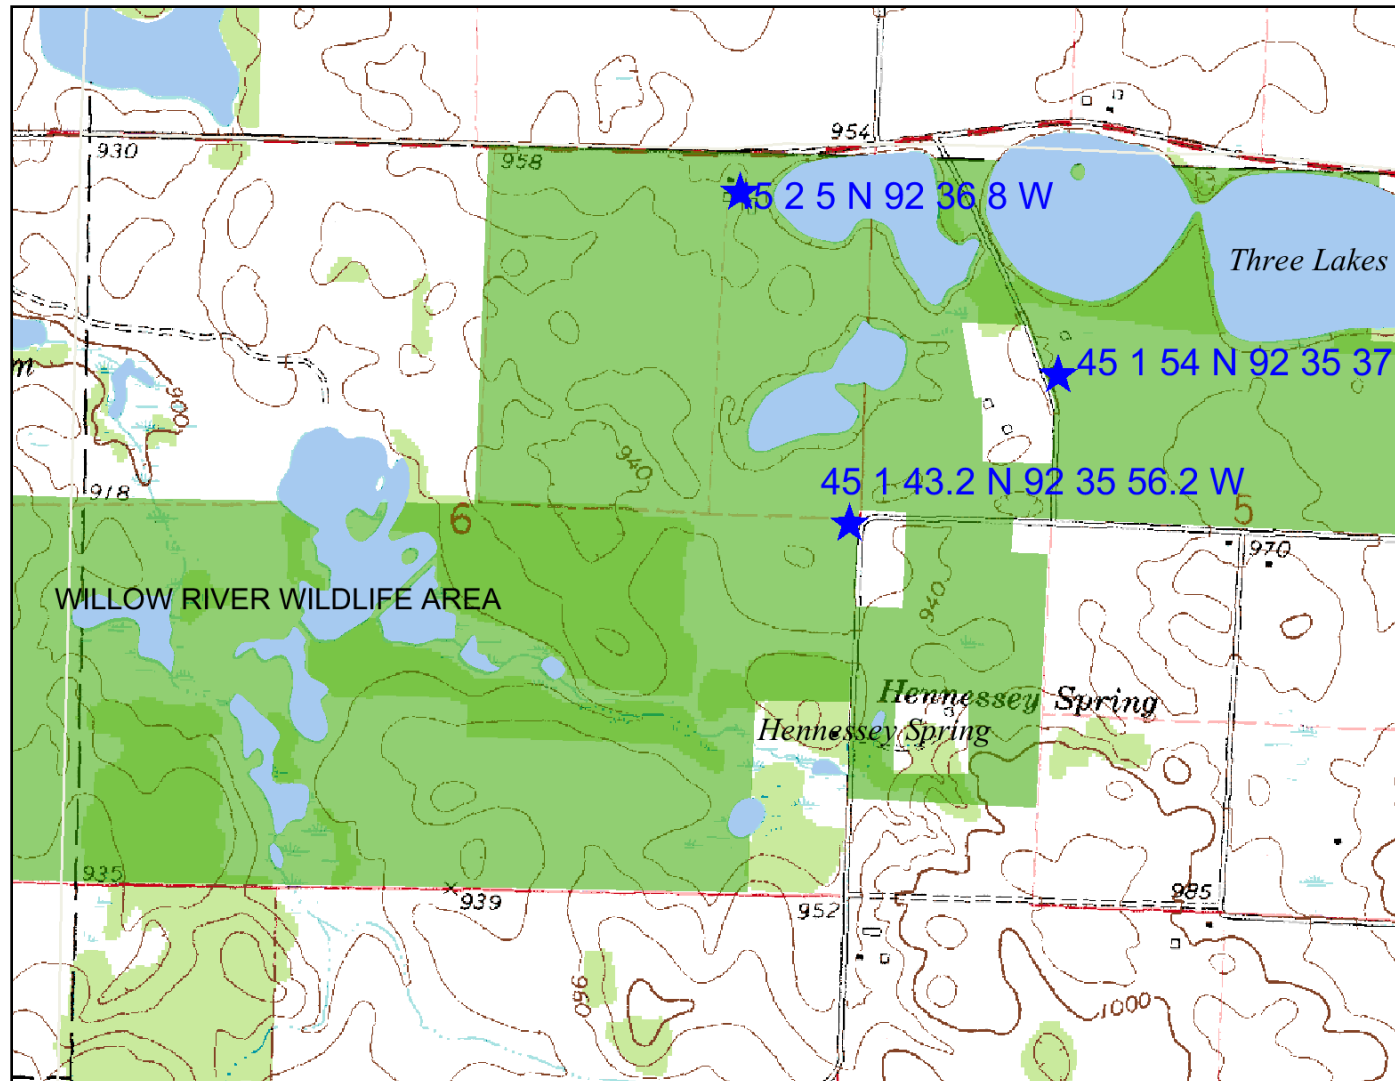 954
930
958
5 2 5 N 92 36 8 W
Three Lakes
m
900
45 1 54 N 92 35 37
940
45 1 43.2 N 92 35 56.2 W
918
6
5
970
WILLOW RIVER WILDLIFE AREA
940
Hennessey Spring
Hennessey Spring
935
939
952
985
960
1000